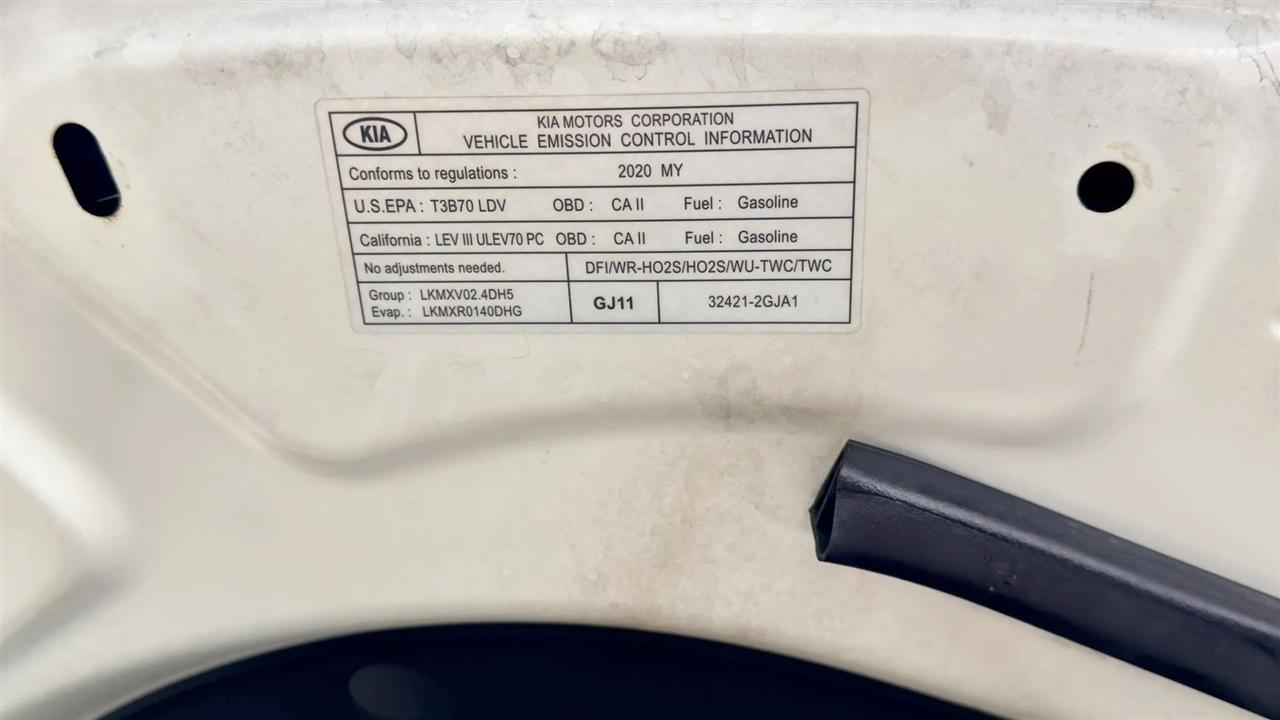 KIA
KIA MOTORS CORPORATION
VEHICLE EMISSION CONTROL INFORMATION
Conforms to regulations : 2020 MY
U.S.EPA : T3B70 LDV OBD : CA II Fuel : Gasoline
California : LEV III ULEV70 PC OBD : CA II Fuel : Gasoline
No adjustments needed. DFI/WR-HO2S/HO2S/WU-TWC/TWC
Group : LKMXV02.4DH5
Evap. : LKMXR0140DHG
GJ11
32421-2GJA1